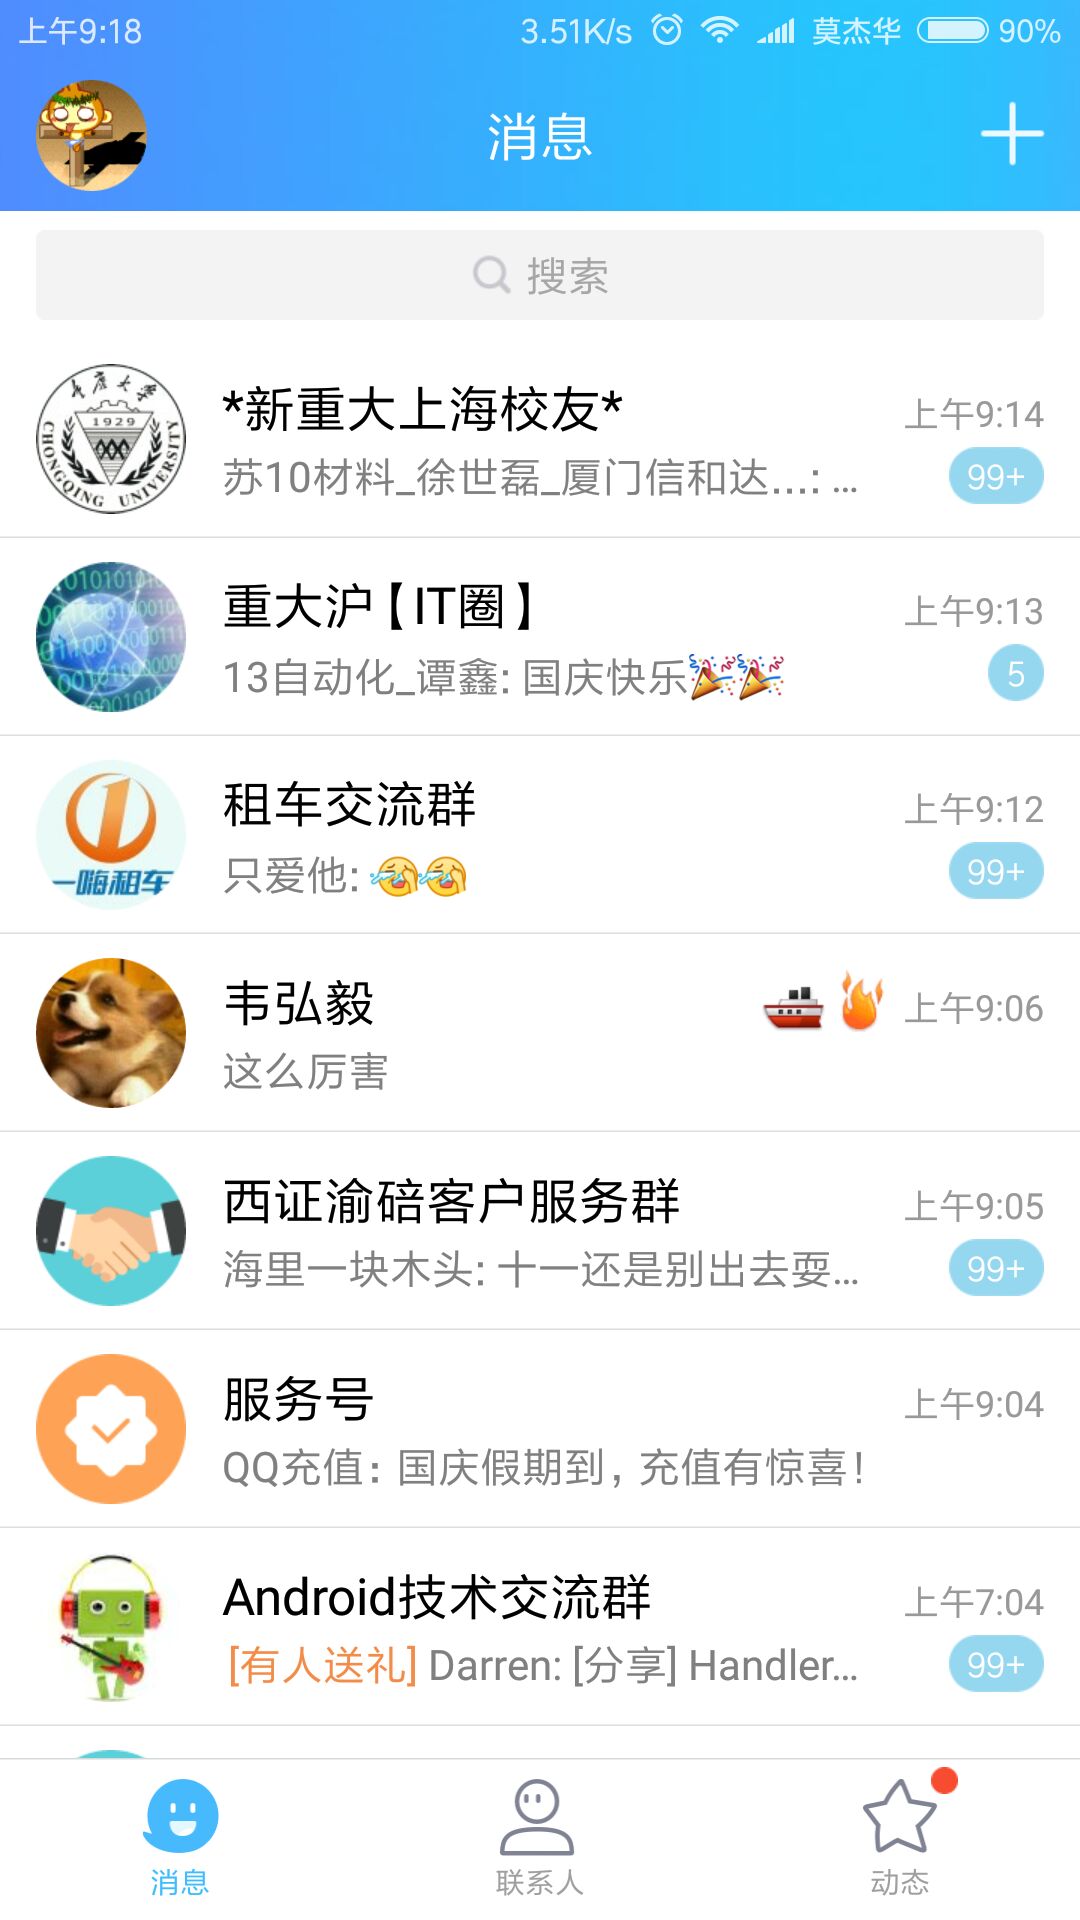 上午9:18 3.51K/s 莫杰华 90%
消息
搜索
*新重大上海校友* 上午9:14
苏10材料_徐世磊_厦门信和达...: ... 99+
1929
CHONGQING UNIVERSITY
重大沪【IT圈】 上午9:13
13自动化_谭鑫: 国庆快乐🎉🎉 5
租车交流群 上午9:12
只爱他: 🤣🤣 99+
一嗨租车
韦弘毅 🚢 🔥 上午9:06
这么厉害
西证渝碚客户服务群 上午9:05
海里一块木头: 十一还是别出去耍... 99+
服务号 上午9:04
QQ充值：国庆假期到，充值有惊喜！
Android技术交流群 上午7:04
[有人送礼] Darren: [分享] Handler... 99+
消息 联系人 动态